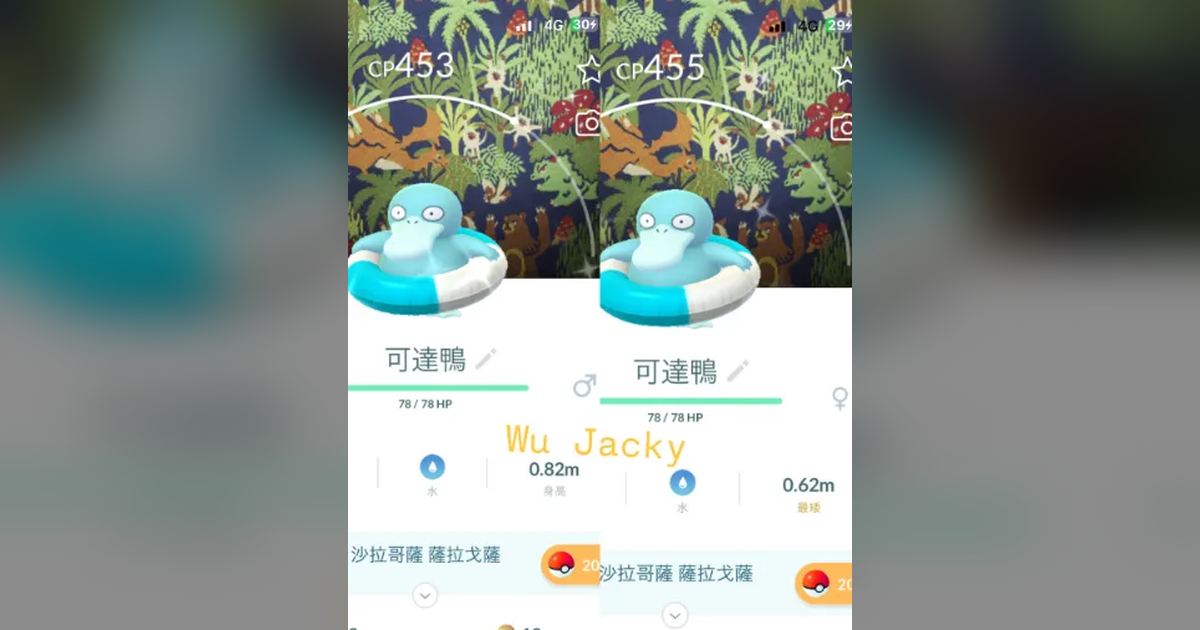 4G 30
CP453
可達鴨
78 / 78 HP
水
0.82m
身高
沙拉哥薩 薩拉戈薩
20
4G 29
CP455
可達鴨
78 / 78 HP
水
0.62m
最矮
沙拉哥薩 薩拉戈薩
20
Wu Jacky